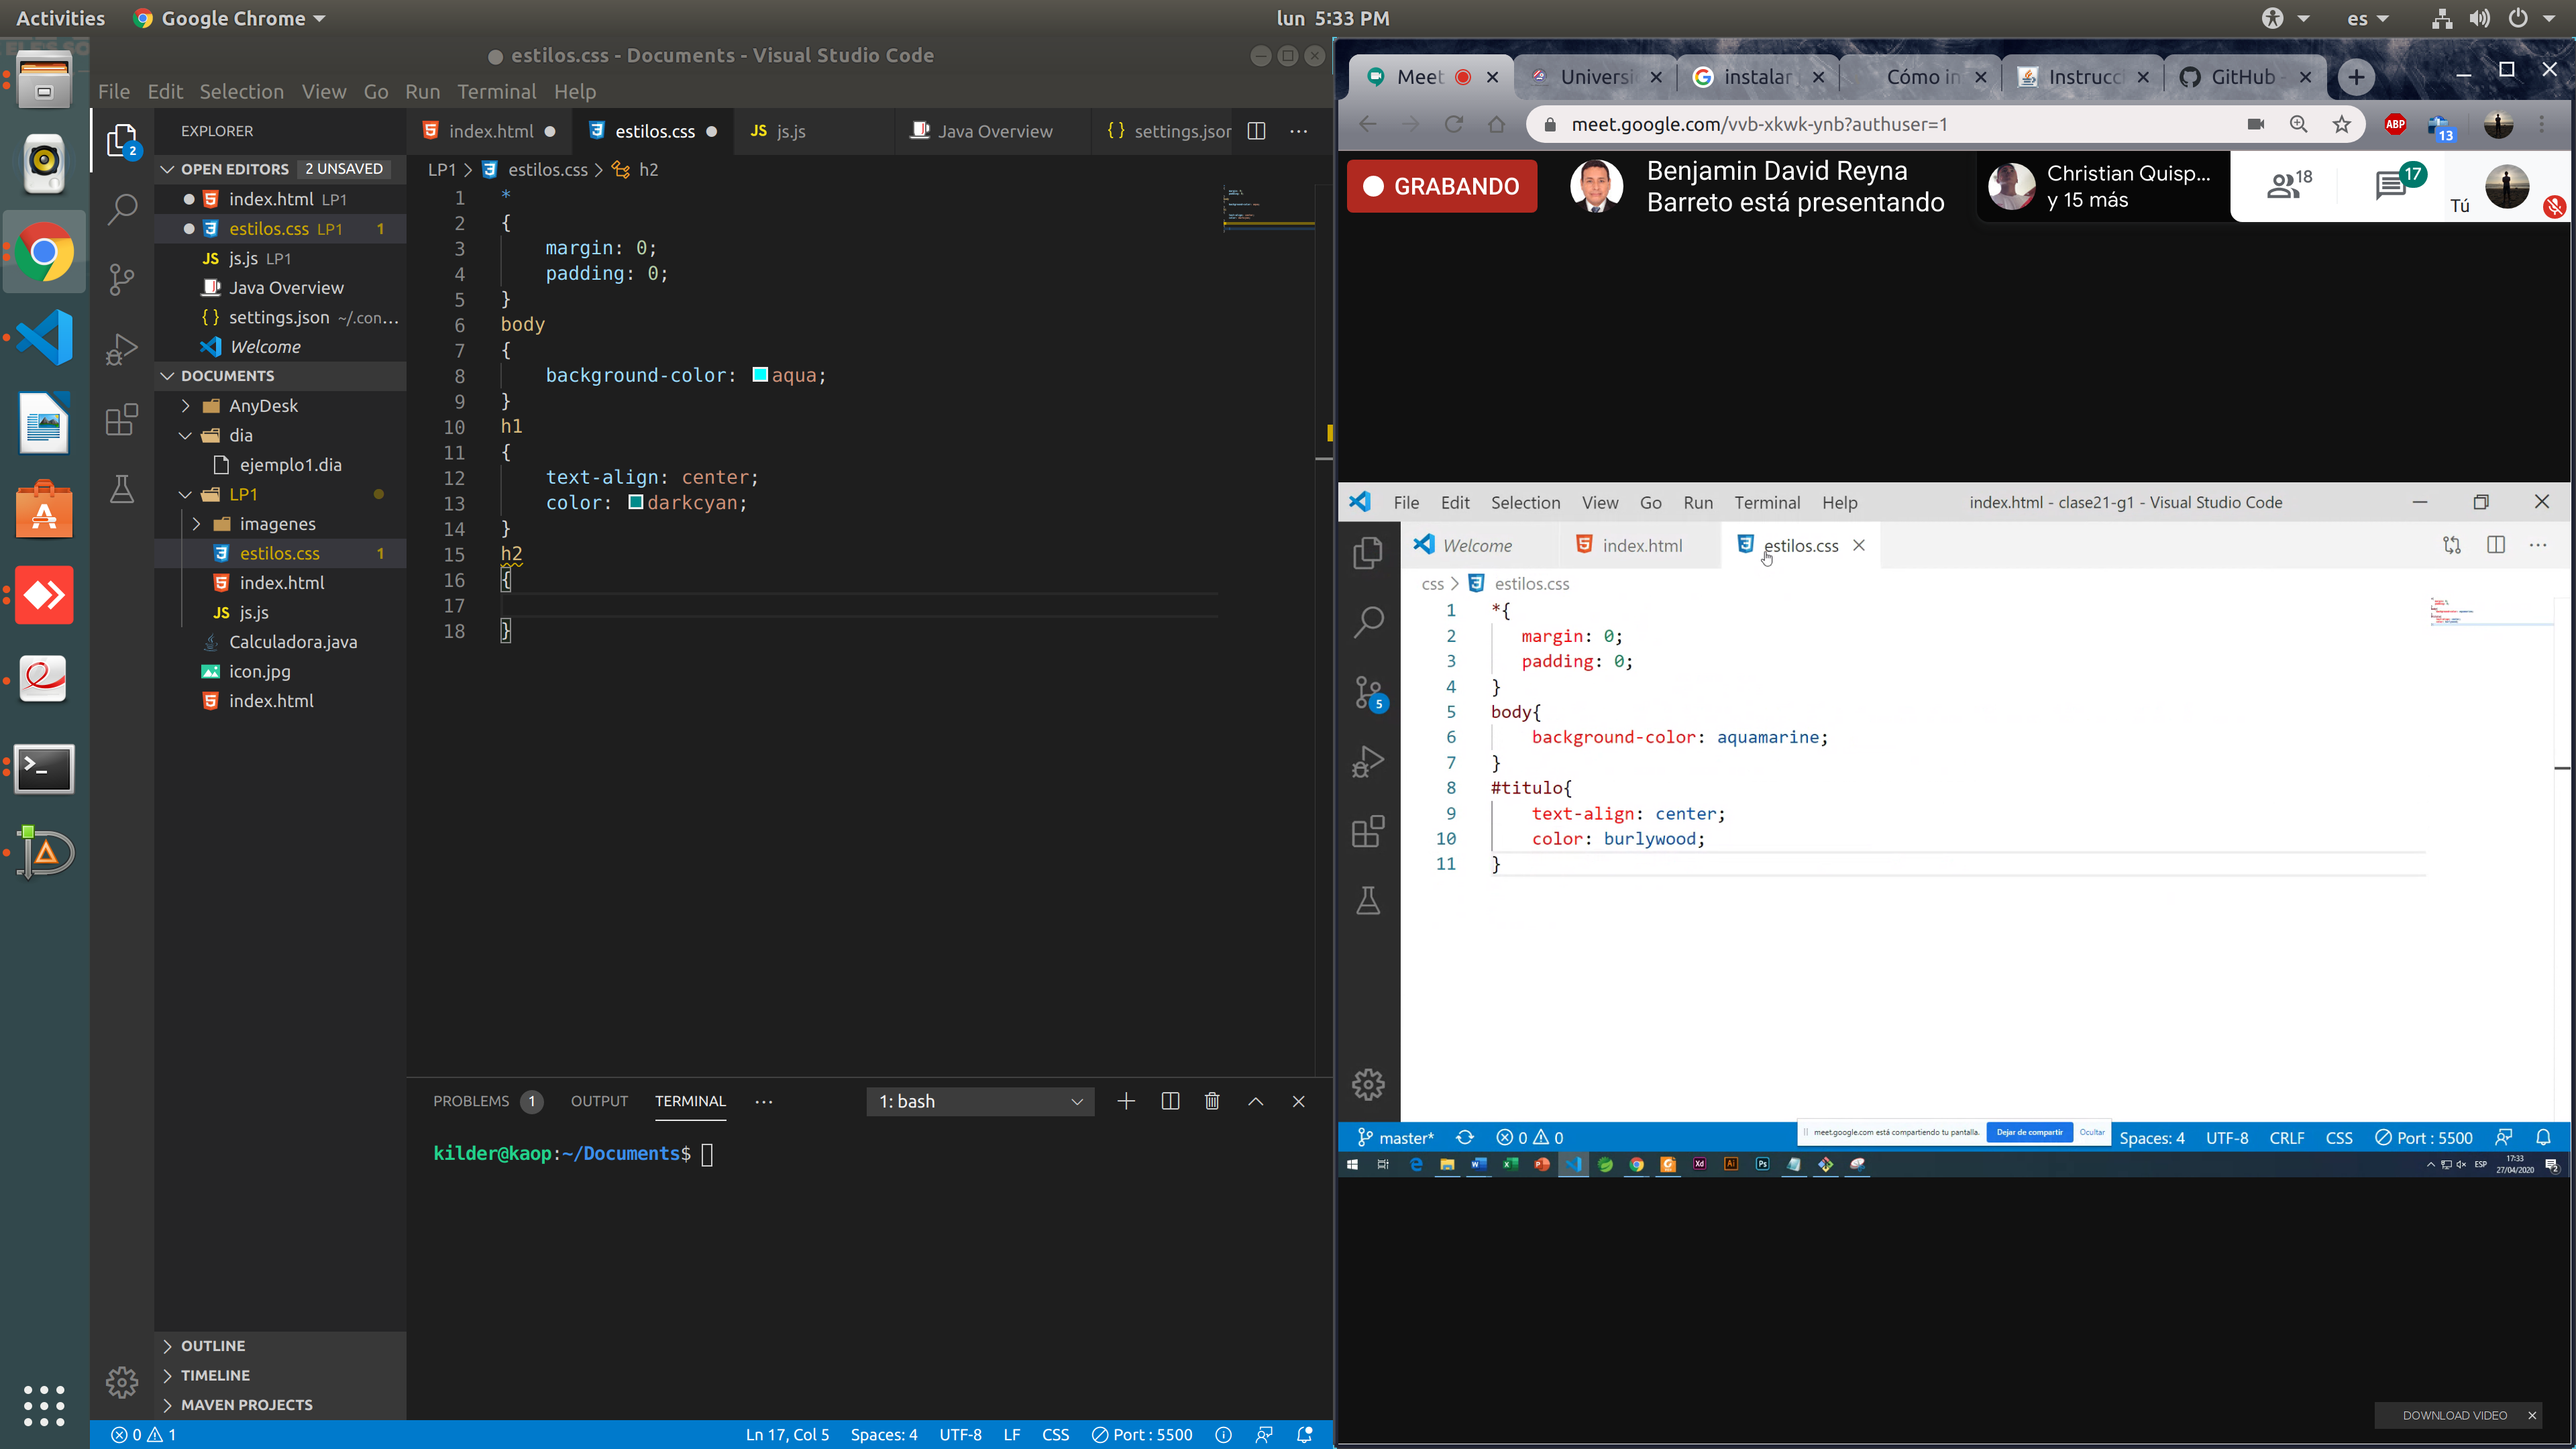 Activities Google Chrome lun 5:33 PM es
estilos.css - Documents - Visual Studio Code
File Edit Selection View Go Run Terminal Help
EXPLORER
OPEN EDITORS 2 UNSAVED
index.html LP1
estilos.css LP1 1
js.js LP1
Java Overview
settings.json ~/.con...
Welcome
DOCUMENTS
AnyDesk
dia
ejemplo1.dia
LP1
imagenes
estilos.css 1
index.html
js.js
Calculadora.java
icon.jpg
index.html
OUTLINE
TIMELINE
MAVEN PROJECTS
2
index.html estilos.css JS js.js Java Overview { } settings.jsor
LP1 > estilos.css > h2
1 *
2 {
3 margin: 0;
4 padding: 0;
5 }
6 body
7 {
8 background-color: aqua;
9 }
10 h1
11 {
12 text-align: center;
13 color: darkcyan;
14 }
15 h2
16 {
17
18 }
PROBLEMS 1 OUTPUT TERMINAL 1: bash
kilder@kaop:~/Documents$
0 1 Ln 17, Col 5 Spaces: 4 UTF-8 LF CSS Port : 5500
Meet Universi instalar Cómo in Instrucci GitHub -
meet.google.com/vvb-xkwk-ynb?authuser=1 ABP 13
GRABANDO
Benjamin David Reyna
Barreto está presentando
Christian Quisp...
y 15 más
18 17 Tú
File Edit Selection View Go Run Terminal Help index.html - clase21-g1 - Visual Studio Code
Welcome index.html estilos.css
css > estilos.css
1 *{
2 margin: 0;
3 padding: 0;
4 }
5 body{
6 background-color: aquamarine;
7 }
8 #titulo{
9 text-align: center;
10 color: burlywood;
11 }
5
master* 0 0 meet.google.com está compartiendo tu pantalla. Dejar de compartir Ocultar Spaces: 4 UTF-8 CRLF CSS Port : 5500
ESP 17:33
27/04/2020 2
DOWNLOAD VIDEO